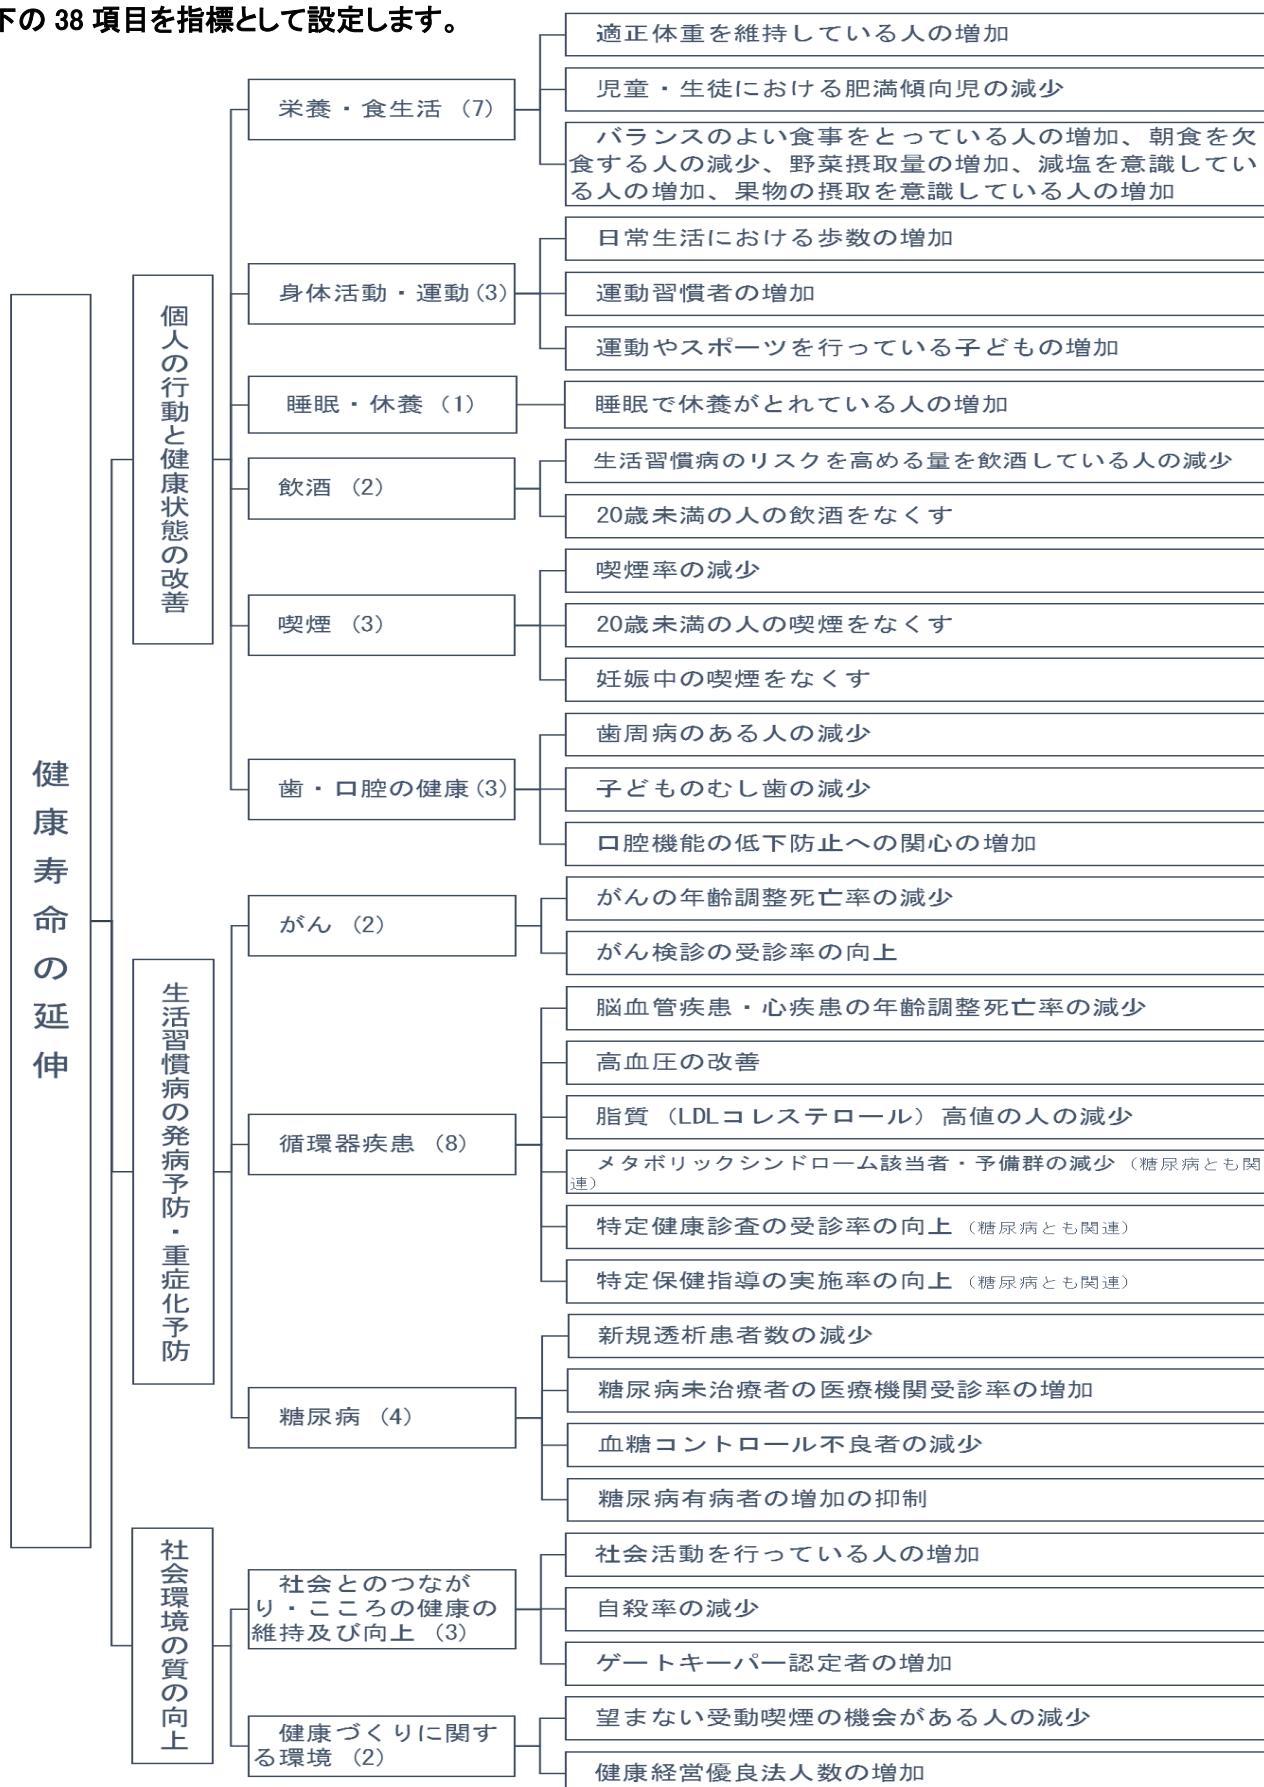 下の 38 項目を指標として設定します。
健康寿命の延伸
個人の行動と健康状態の改善
栄養・食生活（7）
適正体重を維持している人の増加
児童・生徒における肥満傾向児の減少
バランスのよい食事をとっている人の増加、朝食を欠
食する人の減少、野菜摂取量の増加、減塩を意識してい
る人の増加、果物の摂取を意識している人の増加
身体活動・運動(3)
日常生活における歩数の増加
運動習慣者の増加
運動やスポーツを行っている子どもの増加
睡眠・休養（1）
睡眠で休養がとれている人の増加
飲酒（2）
生活習慣病のリスクを高める量を飲酒している人の減少
20歳未満の人の飲酒をなくす
喫煙（3）
喫煙率の減少
20歳未満の人の喫煙をなくす
妊娠中の喫煙をなくす
歯・口腔の健康(3)
歯周病のある人の減少
子どものむし歯の減少
口腔機能の低下防止への関心の増加
生活習慣病の発病予防・重症化予防
がん（2）
がんの年齢調整死亡率の減少
がん検診の受診率の向上
循環器疾患（8）
脳血管疾患・心疾患の年齢調整死亡率の減少
高血圧の改善
脂質（LDLコレステロール）高値の人の減少
メタボリックシンドローム該当者・予備群の減少（糖尿病とも関
連）
特定健康診査の受診率の向上（糖尿病とも関連）
特定保健指導の実施率の向上（糖尿病とも関連）
糖尿病（4）
新規透析患者数の減少
糖尿病未治療者の医療機関受診率の増加
血糖コントロール不良者の減少
糖尿病有病者の増加の抑制
社会環境の質の向上
社会とのつなが
り・こころの健康の
維持及び向上（3）
社会活動を行っている人の増加
自殺率の減少
ゲートキーパー認定者の増加
健康づくりに関す
る環境（2）
望まない受動喫煙の機会がある人の減少
健康経営優良法人数の増加